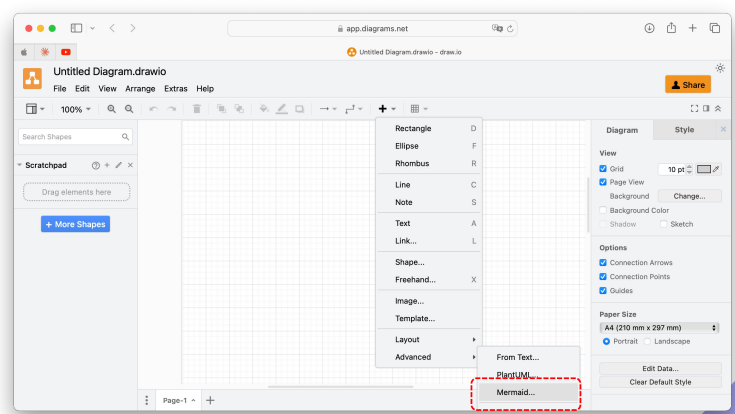 app.diagrams.net
Untitled Diagram.drawio - draw.io
Untitled Diagram.drawio
File Edit View Arrange Extras Help
Share
100%
Search Shapes
Scratchpad
Drag elements here
+ More Shapes
Rectangle D
Ellipse F
Rhombus R
Line C
Note S
Text A
Link... L
Shape...
Freehand... X
Image...
Template...
Layout
Advanced
From Text...
PlantUML...
Mermaid...
Diagram Style
View
Grid 10 pt
Page View
Background Change...
Background Color
Shadow Sketch
Options
Connection Arrows
Connection Points
Guides
Paper Size
A4 (210 mm x 297 mm)
Portrait Landscape
Edit Data...
Clear Default Style
Page-1